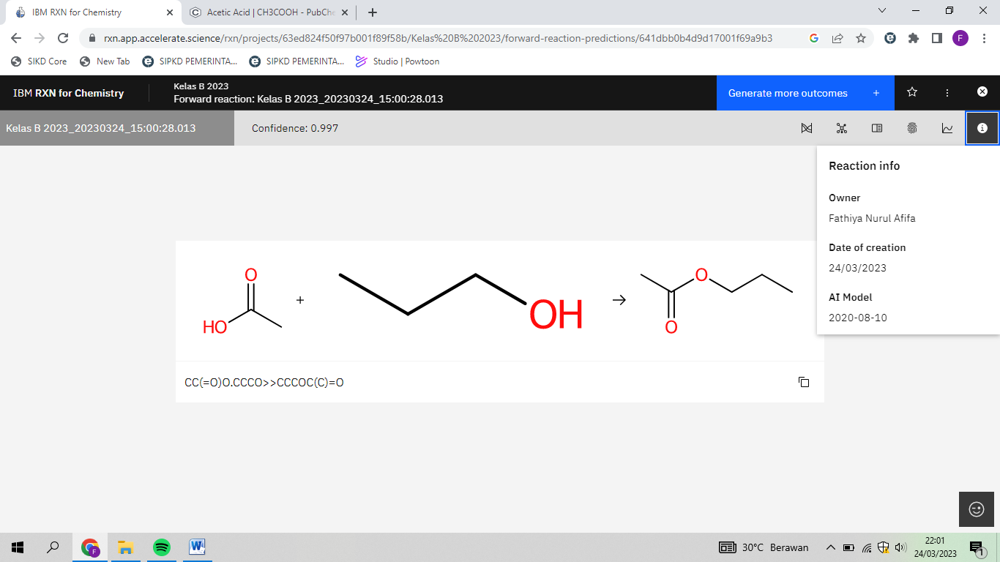 IBM RXN for Chemistry
Acetic Acid | CH3COOH - PubChe
rxn.app.accelerate.science/rxn/projects/63ed824f50f97b001f89f58b/Kelas%20B%202023/forward-reaction-predictions/641dbb0b4d9d17001f69a9b3
F
SIKD Core
New Tab
SIPKD PEMERINTA...
SIPKD PEMERINTA...
Studio | Powtoon
IBM RXN for Chemistry
Kelas B 2023
Forward reaction: Kelas B 2023_20230324_15:00:28.013
Generate more outcomes +
Kelas B 2023_20230324_15:00:28.013
Confidence: 0.997
Reaction info
Owner
Fathiya Nurul Afifa
Date of creation
24/03/2023
AI Model
2020-08-10
O
HO
+
OH
→
O
O
CC(=O)O.CCCO>>CCCOC(C)=O
F
W
30°C Berawan
22:01
24/03/2023
1